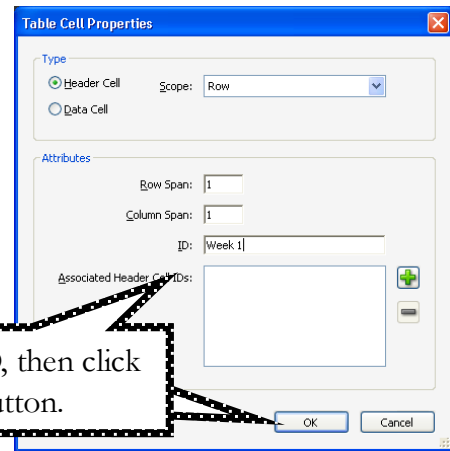 Table Cell Properties
Type
Header Cell Scope: Row
Data Cell
Attributes
Row Span: 1
Column Span: 1
ID: Week 1
Associated Header Cell IDs:
, then click
OK Cancel